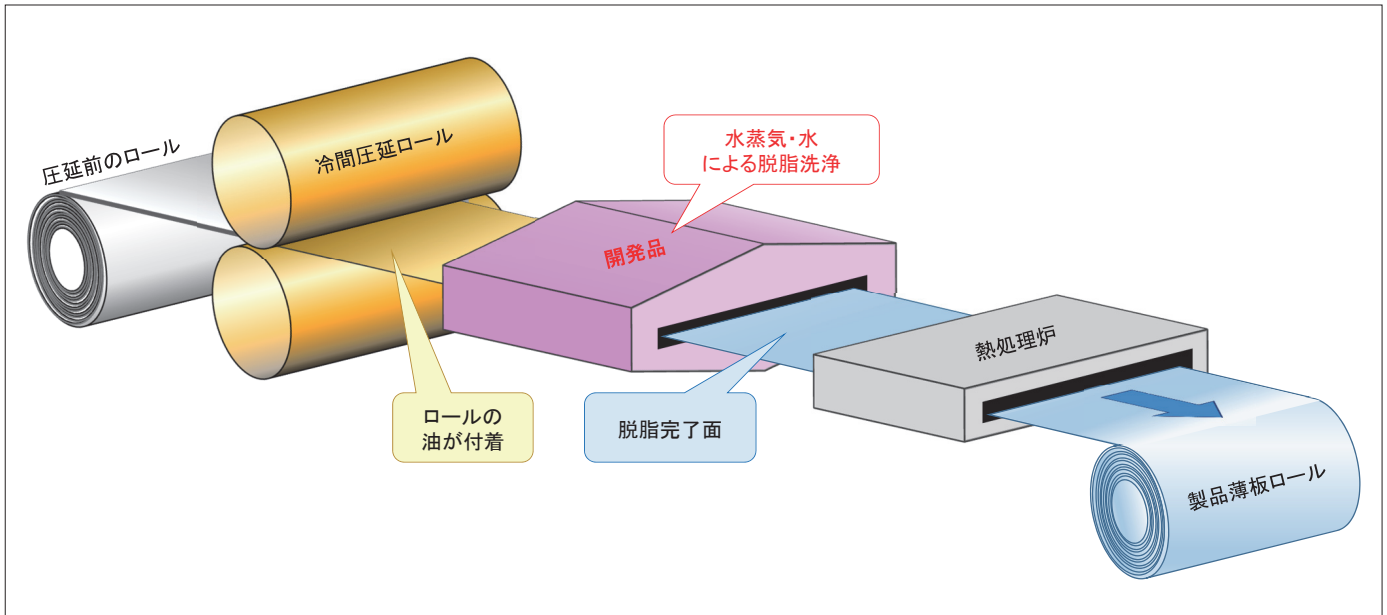 圧延前のロール
冷間圧延ロール
水蒸気・水
による脱脂洗浄
開発品
ロールの
油が付着
脱脂完了面
熱処理炉
製品薄板ロール